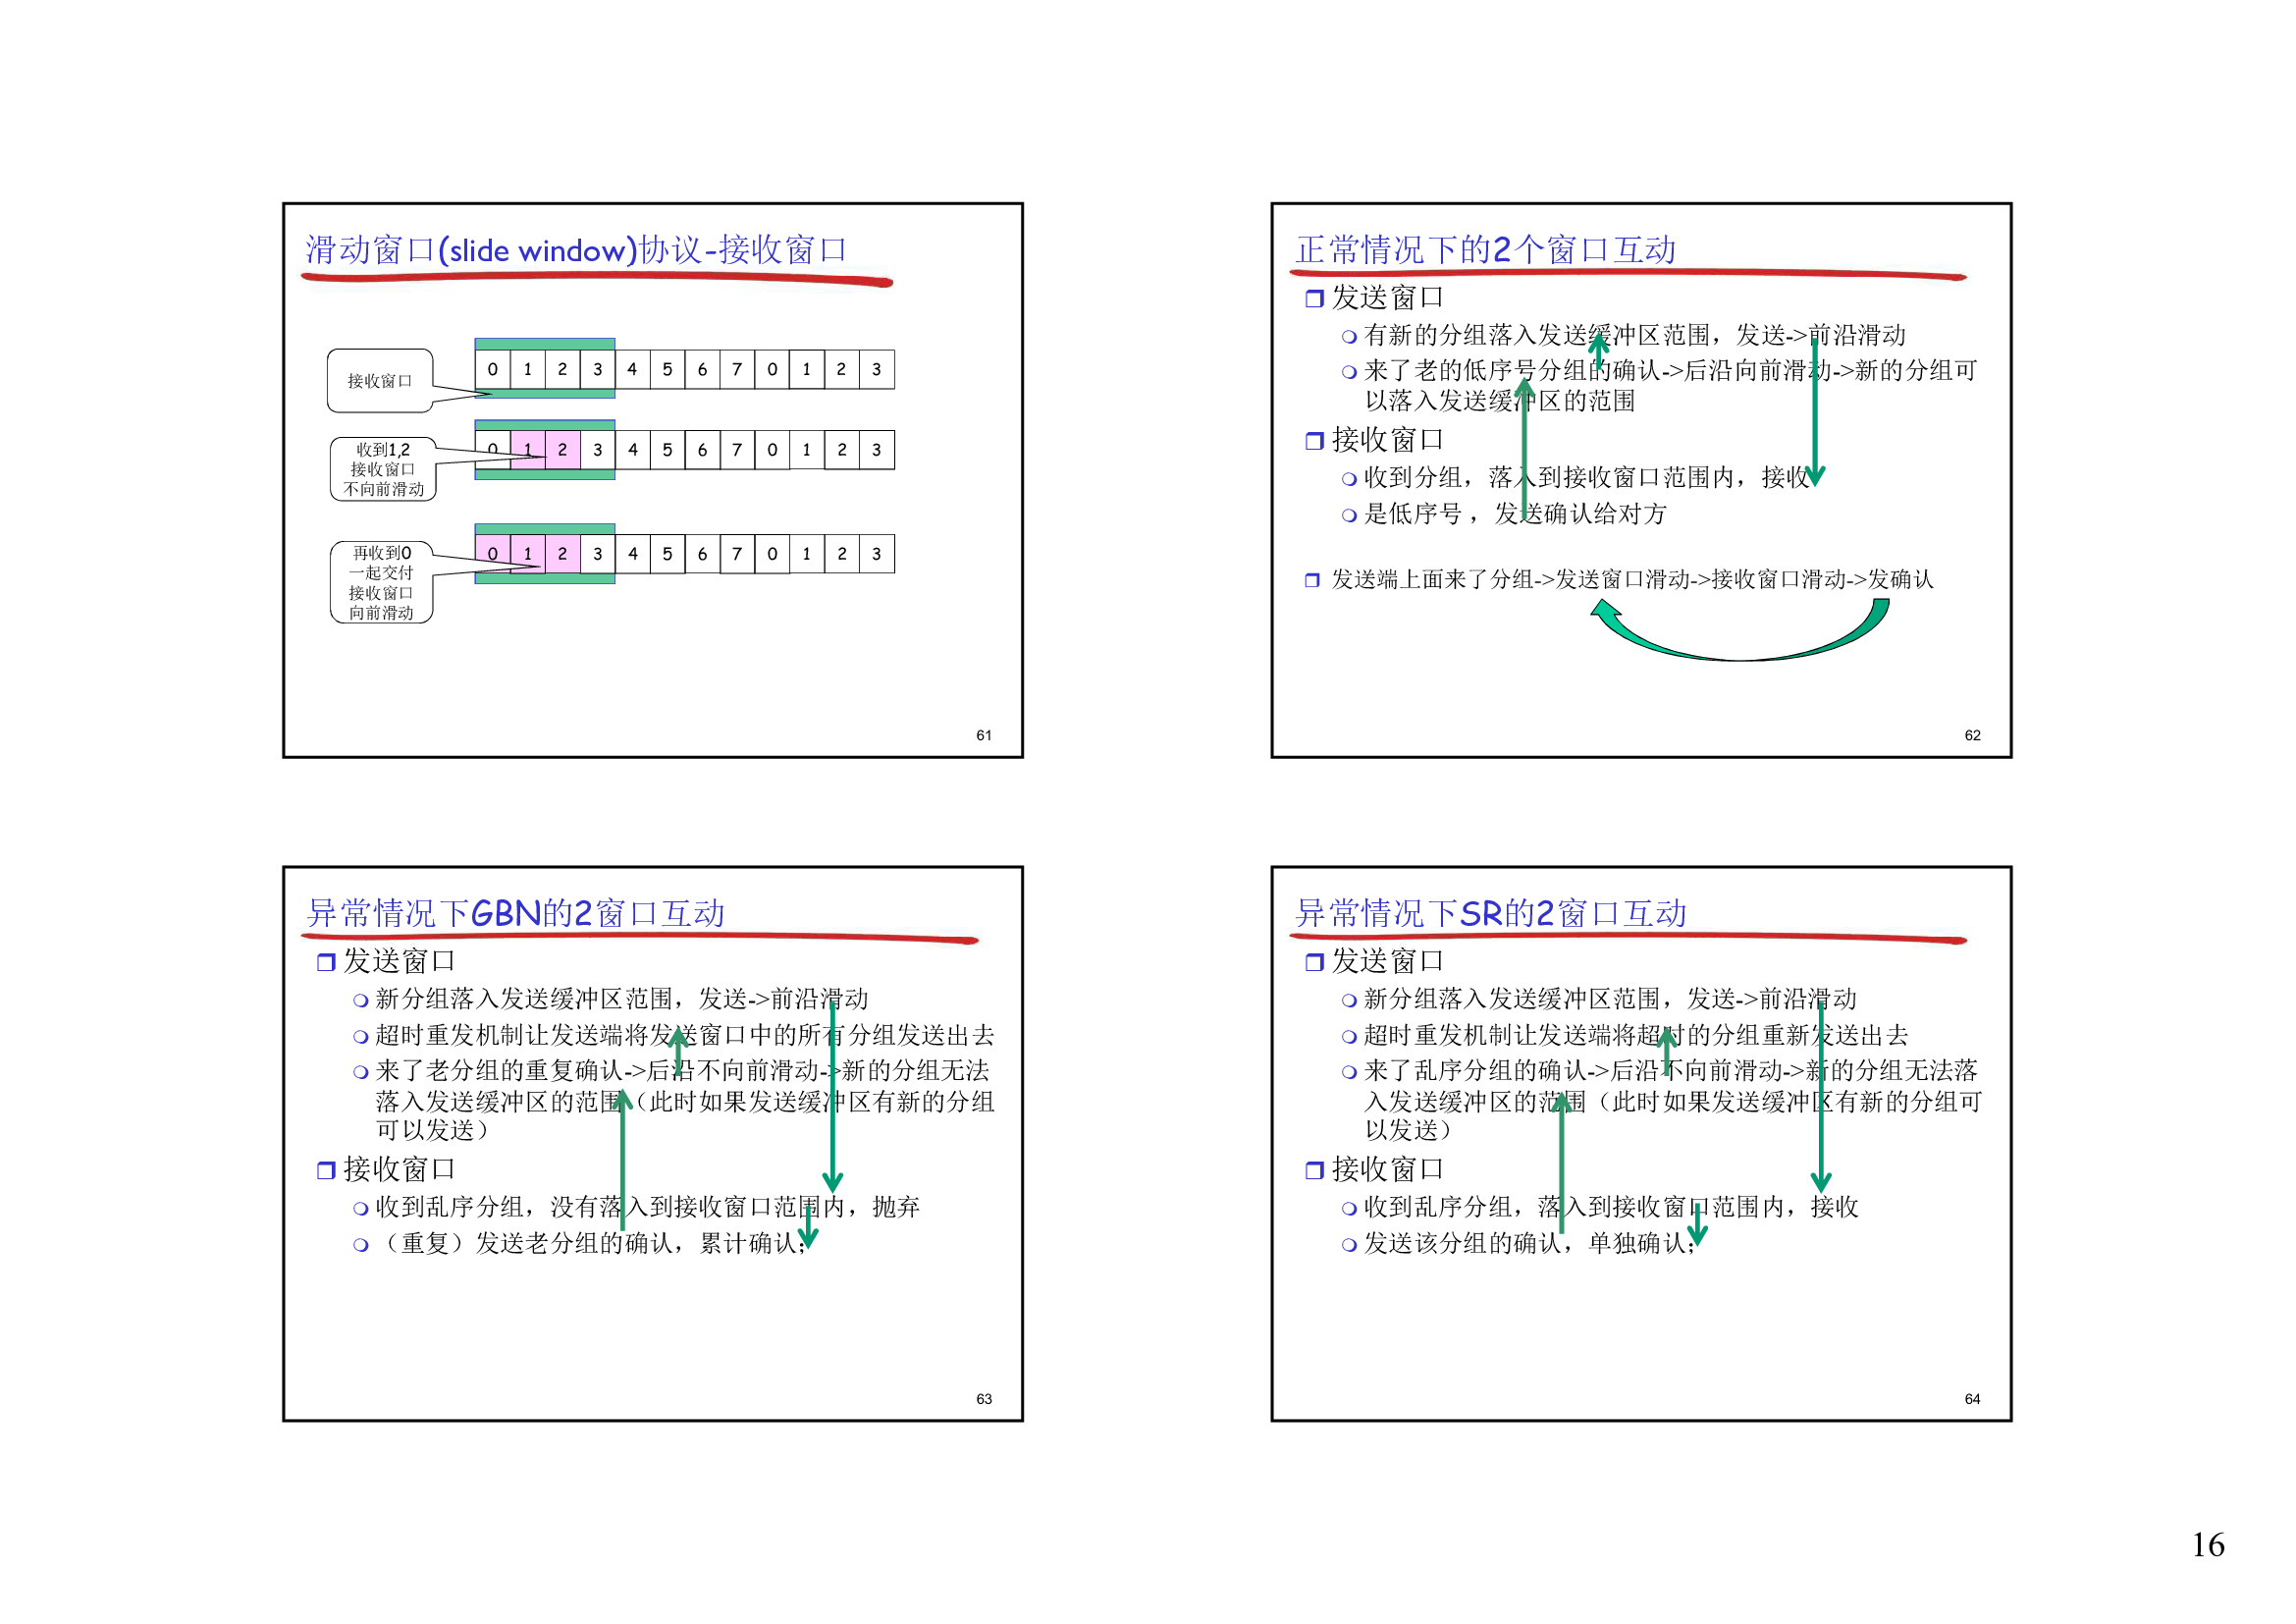 滑动窗口(slide window)协议-接收窗口
接收窗口
0 1 2 3 4 5 6 7 0 1 2 3
收到1,2
接收窗口
不向前滑动
0 1 2 3 4 5 6 7 0 1 2 3
再收到0
一起交付
接收窗口
向前滑动
0 1 2 3 4 5 6 7 0 1 2 3
61
正常情况下的2个窗口互动
发送窗口
有新的分组落入发送缓冲区范围，发送->前沿滑动
来了老的低序号分组的确认->后沿向前滑动->新的分组可
以落入发送缓冲区的范围
接收窗口
收到分组，落入到接收窗口范围内，接收
是低序号，发送确认给对方
发送端上面来了分组->发送窗口滑动->接收窗口滑动->发确认
62
异常情况下GBN的2窗口互动
发送窗口
新分组落入发送缓冲区范围，发送->前沿滑动
超时重发机制让发送端将发送窗口中的所有分组发送出去
来了老分组的重复确认->后沿不向前滑动->新的分组无法
落入发送缓冲区的范围（此时如果发送缓冲区有新的分组
可以发送）
接收窗口
收到乱序分组，没有落入到接收窗口范围内，抛弃
（重复）发送老分组的确认，累计确认；
63
异常情况下SR的2窗口互动
发送窗口
新分组落入发送缓冲区范围，发送->前沿滑动
超时重发机制让发送端将超时的分组重新发送出去
来了乱序分组的确认->后沿不向前滑动->新的分组无法落
入发送缓冲区的范围（此时如果发送缓冲区有新的分组可
以发送）
接收窗口
收到乱序分组，落入到接收窗口范围内，接收
发送该分组的确认，单独确认；
64
16